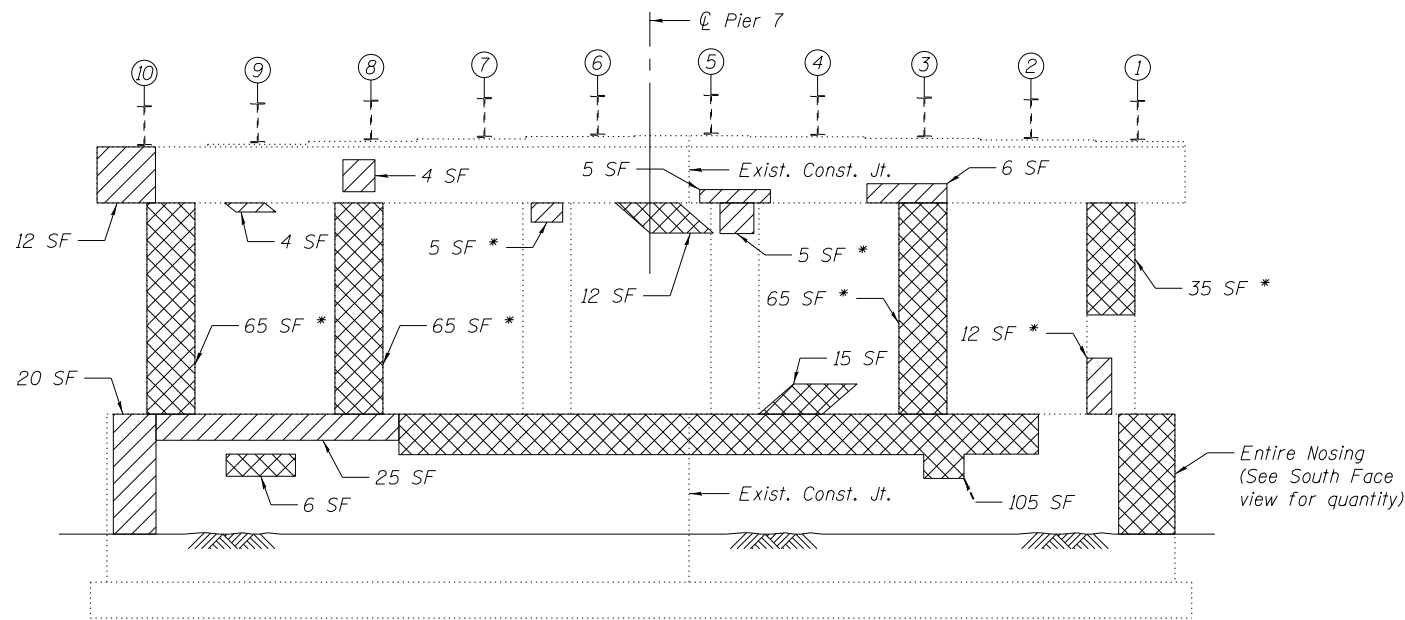 ℄ Pier 7
10 9 8 7 6 5 4 3 2 1
Exist. Const. Jt.
4 SF
5 SF
6 SF
12 SF
4 SF
5 SF *
12 SF
5 SF *
35 SF *
65 SF *
65 SF *
65 SF *
12 SF *
15 SF
20 SF
25 SF
6 SF
Exist. Const. Jt.
105 SF
Entire Nosing
(See South Face
view for quantity)